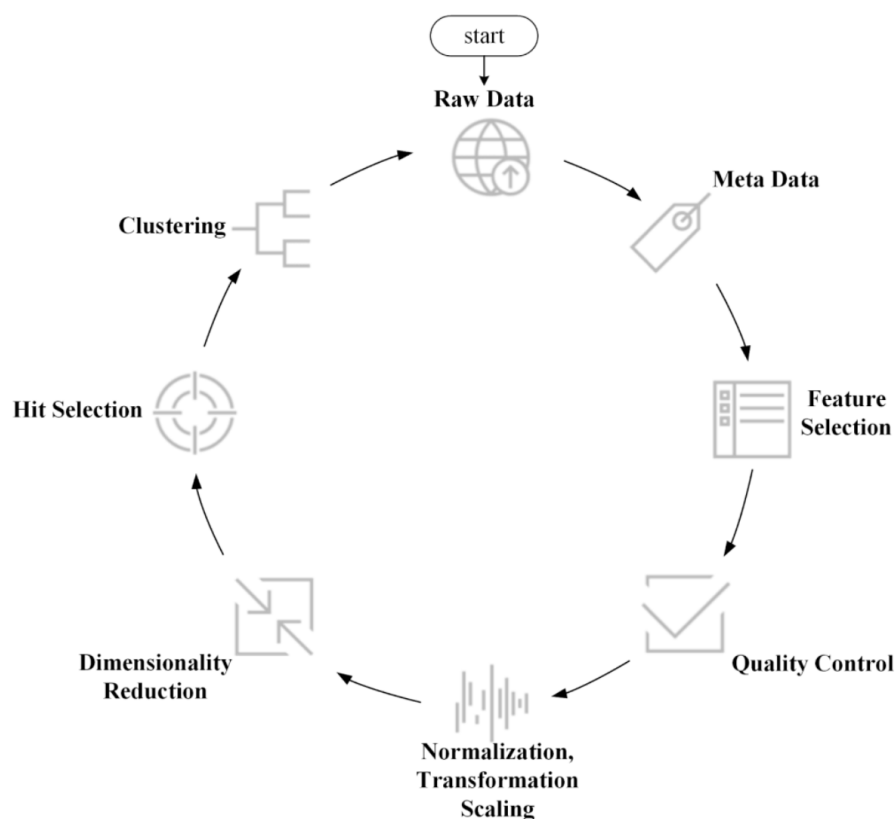 start
Raw Data
Meta Data
Feature
Selection
Quality Control
Normalization,
Transformation
Scaling
Dimensionality
Reduction
Hit Selection
Clustering